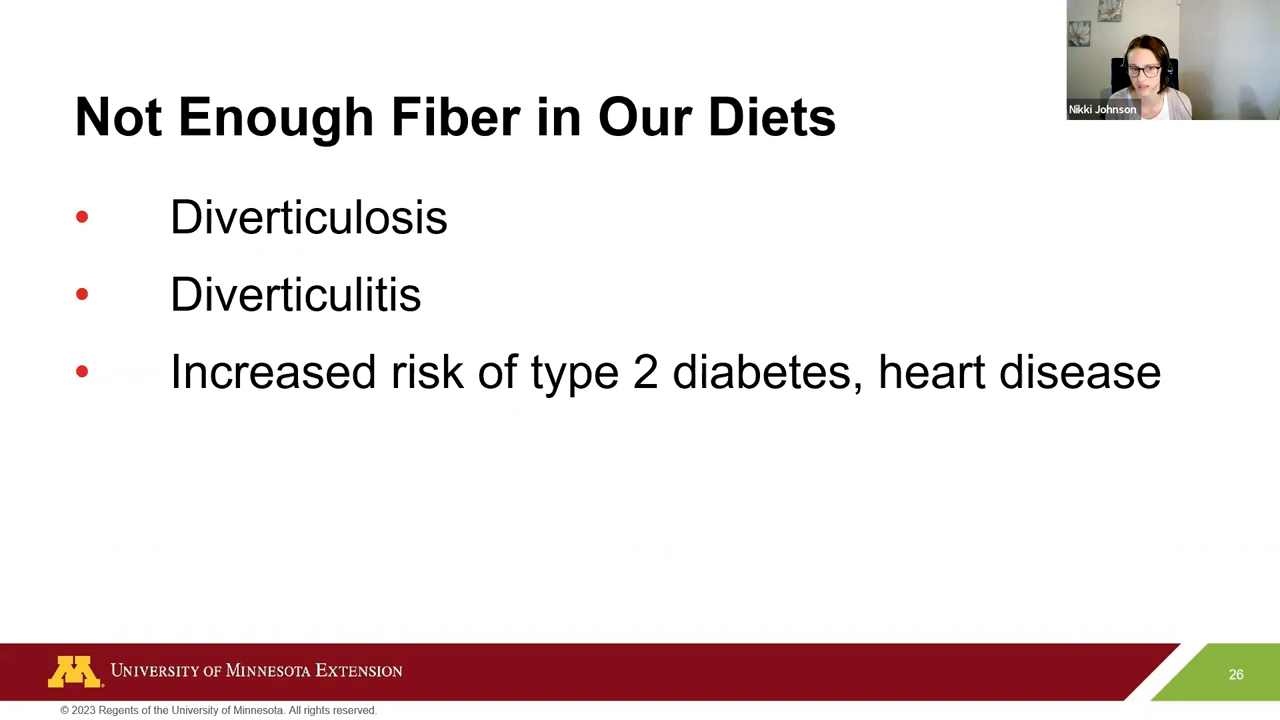 Nikki Johnson
Not Enough Fiber in Our Diets
• Diverticulosis
• Diverticulitis
• Increased risk of type 2 diabetes, heart disease
UNIVERSITY OF MINNESOTA EXTENSION
26
© 2023 Regents of the University of Minnesota. All rights reserved.